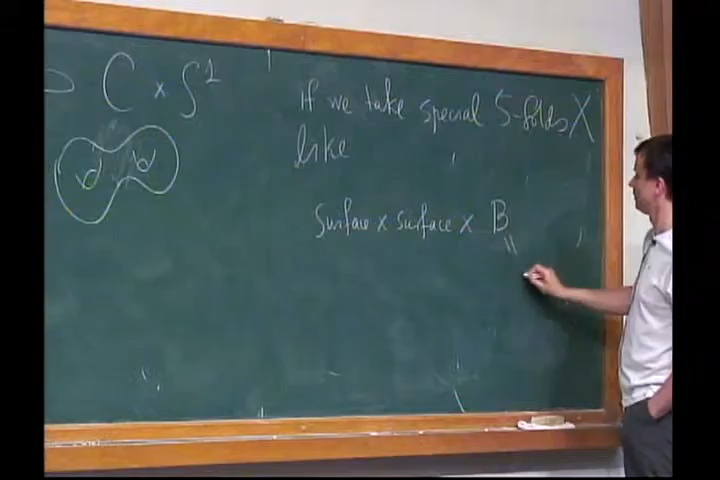 ⊃ C × S¹
If we take special 5-folds X
like
surface × surface × B
||